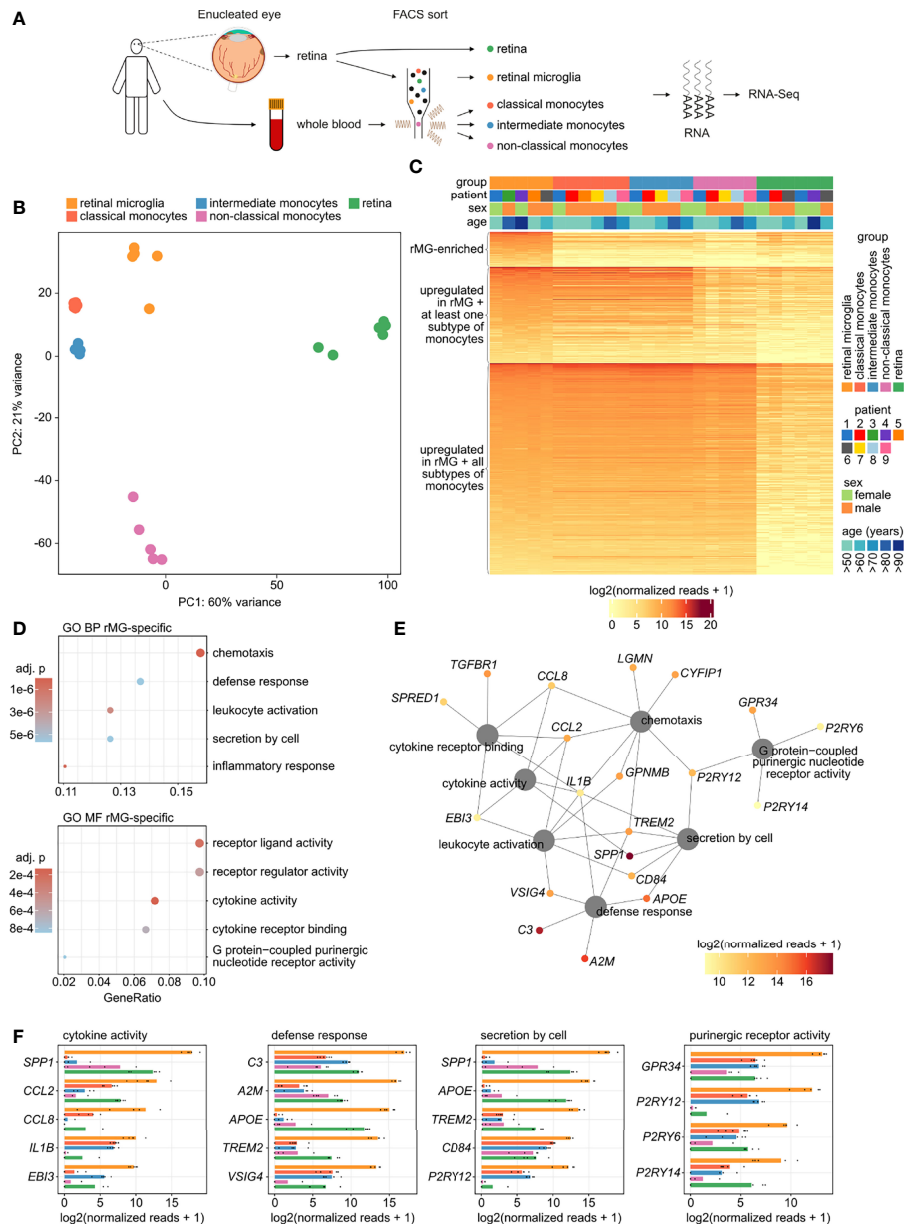 A
Enucleated eye
FACS sort
retina
retina
retinal microglia
classical monocytes
whole blood
intermediate monocytes
non-classical monocytes
RNA
RNA-Seq
B
retinal microglia
intermediate monocytes
retina
classical monocytes
non-classical monocytes
PC2: 21% variance
20
0
-20
-40
-60
0
50
100
PC1: 60% variance
C
group
patient
sex
age
rMG-enriched
upregulated
in rMG +
at least one
subtype of
monocytes
upregulated
in rMG + all
subtypes of
monocytes
group
retinal microglia
classical monocytes
intermediate monocytes
non-classical monocytes
retina
patient
1 2 3 4 5
6 7 8 9
sex
female
male
age (years)
>50
>60
>70
>80
>90
log2(normalized reads + 1)
0 5 10 15 20
D
GO BP rMG-specific
adj. p
1e-6
3e-6
5e-6
chemotaxis
defense response
leukocyte activation
secretion by cell
inflammatory response
0.11 0.13 0.15
GO MF rMG-specific
adj. p
2e-4
4e-4
6e-4
8e-4
receptor ligand activity
receptor regulator activity
cytokine activity
cytokine receptor binding
G protein-coupled purinergic
nucleotide receptor activity
0.02 0.04 0.06 0.08 0.10
GeneRatio
E
TGFBR1
LGMN
CCL8
CYFIP1
SPRED1
GPR34
chemotaxis
P2RY6
CCL2
cytokine receptor binding
G protein−coupled
purinergic nucleotide
receptor activity
cytokine activity
GPNMB
P2RY12
IL1B
P2RY14
EBI3
TREM2
leukocyte activation
secretion by cell
SPP1
CD84
VSIG4
APOE
defense response
C3
A2M
log2(normalized reads + 1)
10 12 14 16
F
cytokine activity
SPP1
CCL2
CCL8
IL1B
EBI3
0 5 10 15
log2(normalized reads + 1)
defense response
C3
A2M
APOE
TREM2
VSIG4
0 5 10 15
log2(normalized reads + 1)
secretion by cell
SPP1
APOE
TREM2
CD84
P2RY12
0 5 10 15
log2(normalized reads + 1)
purinergic receptor activity
GPR34
P2RY12
P2RY6
P2RY14
0 5 10
log2(normalized reads + 1)